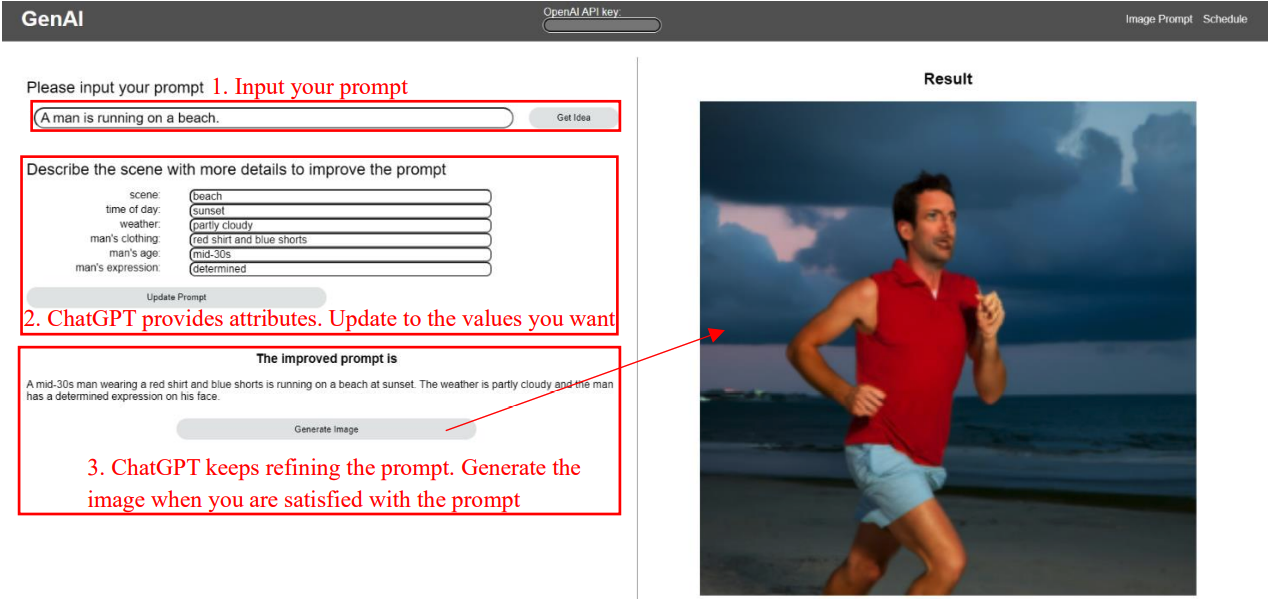 GenAI
OpenAI API key:
Image Prompt Schedule
Please input your prompt 1. Input your prompt
A man is running on a beach.
Get Idea
Describe the scene with more details to improve the prompt
scene: beach
time of day: sunset
weather: partly cloudy
man's clothing: red shirt and blue shorts
man's age: mid-30s
man's expression: determined
Update Prompt
2. ChatGPT provides attributes. Update to the values you want
The improved prompt is
A mid-30s man wearing a red shirt and blue shorts is running on a beach at sunset. The weather is partly cloudy and the man
has a determined expression on his face.
Generate Image
3. ChatGPT keeps refining the prompt. Generate the
image when you are satisfied with the prompt
Result